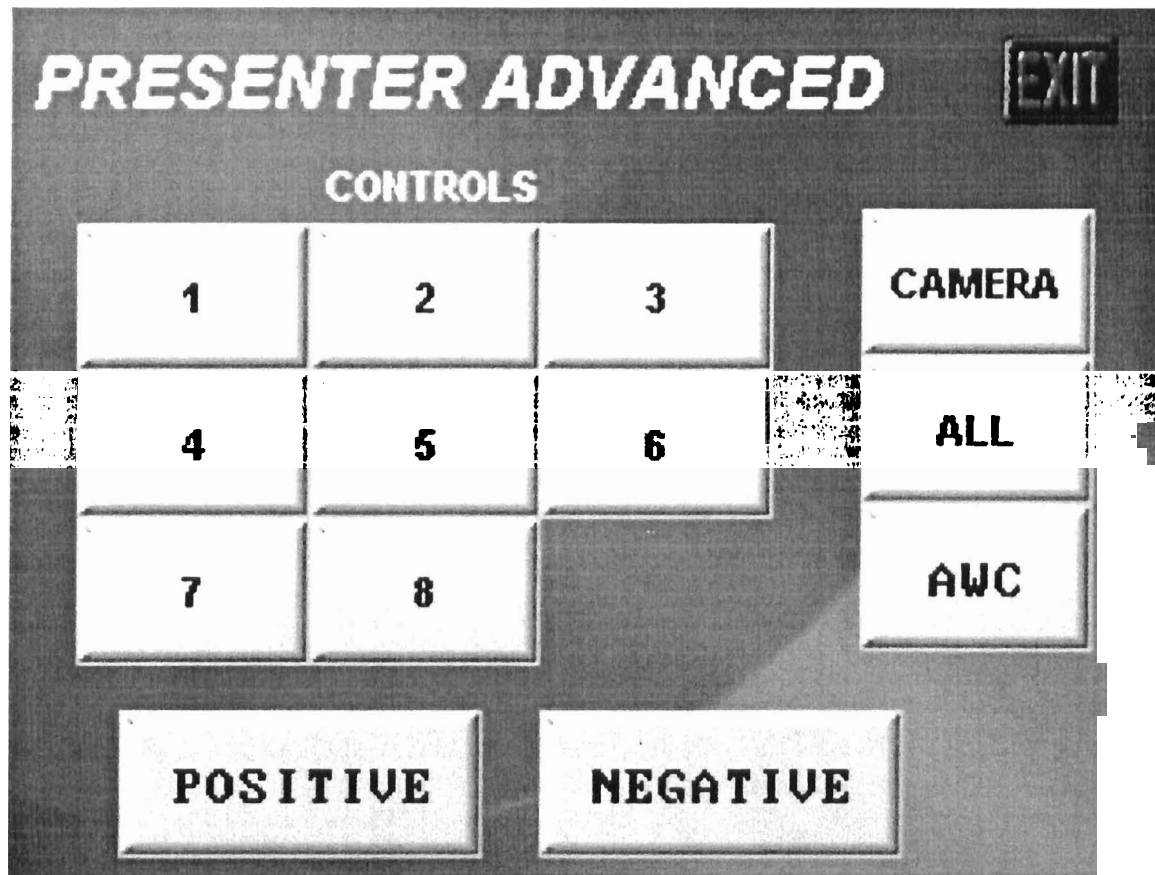 PRESENTER ADVANCED EXIT
CONTROLS
1 2 3 CAMERA
4 5 6 ALL
7 8 AWC
POSITIVE NEGATIVE